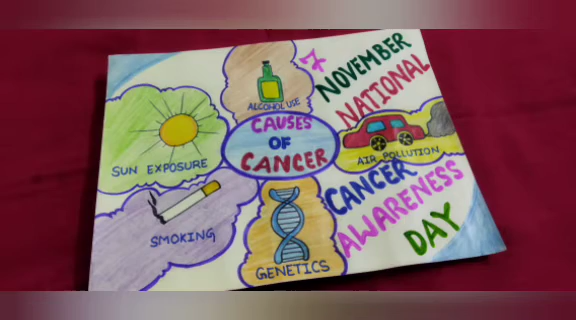 7
NOVEMBER
NATIONAL
CANCER
AWARENESS
DAY
ALCOHOL USE
CAUSES
OF
CANCER
SUN EXPOSURE
AIR POLLUTION
SMOKING
GENETICS